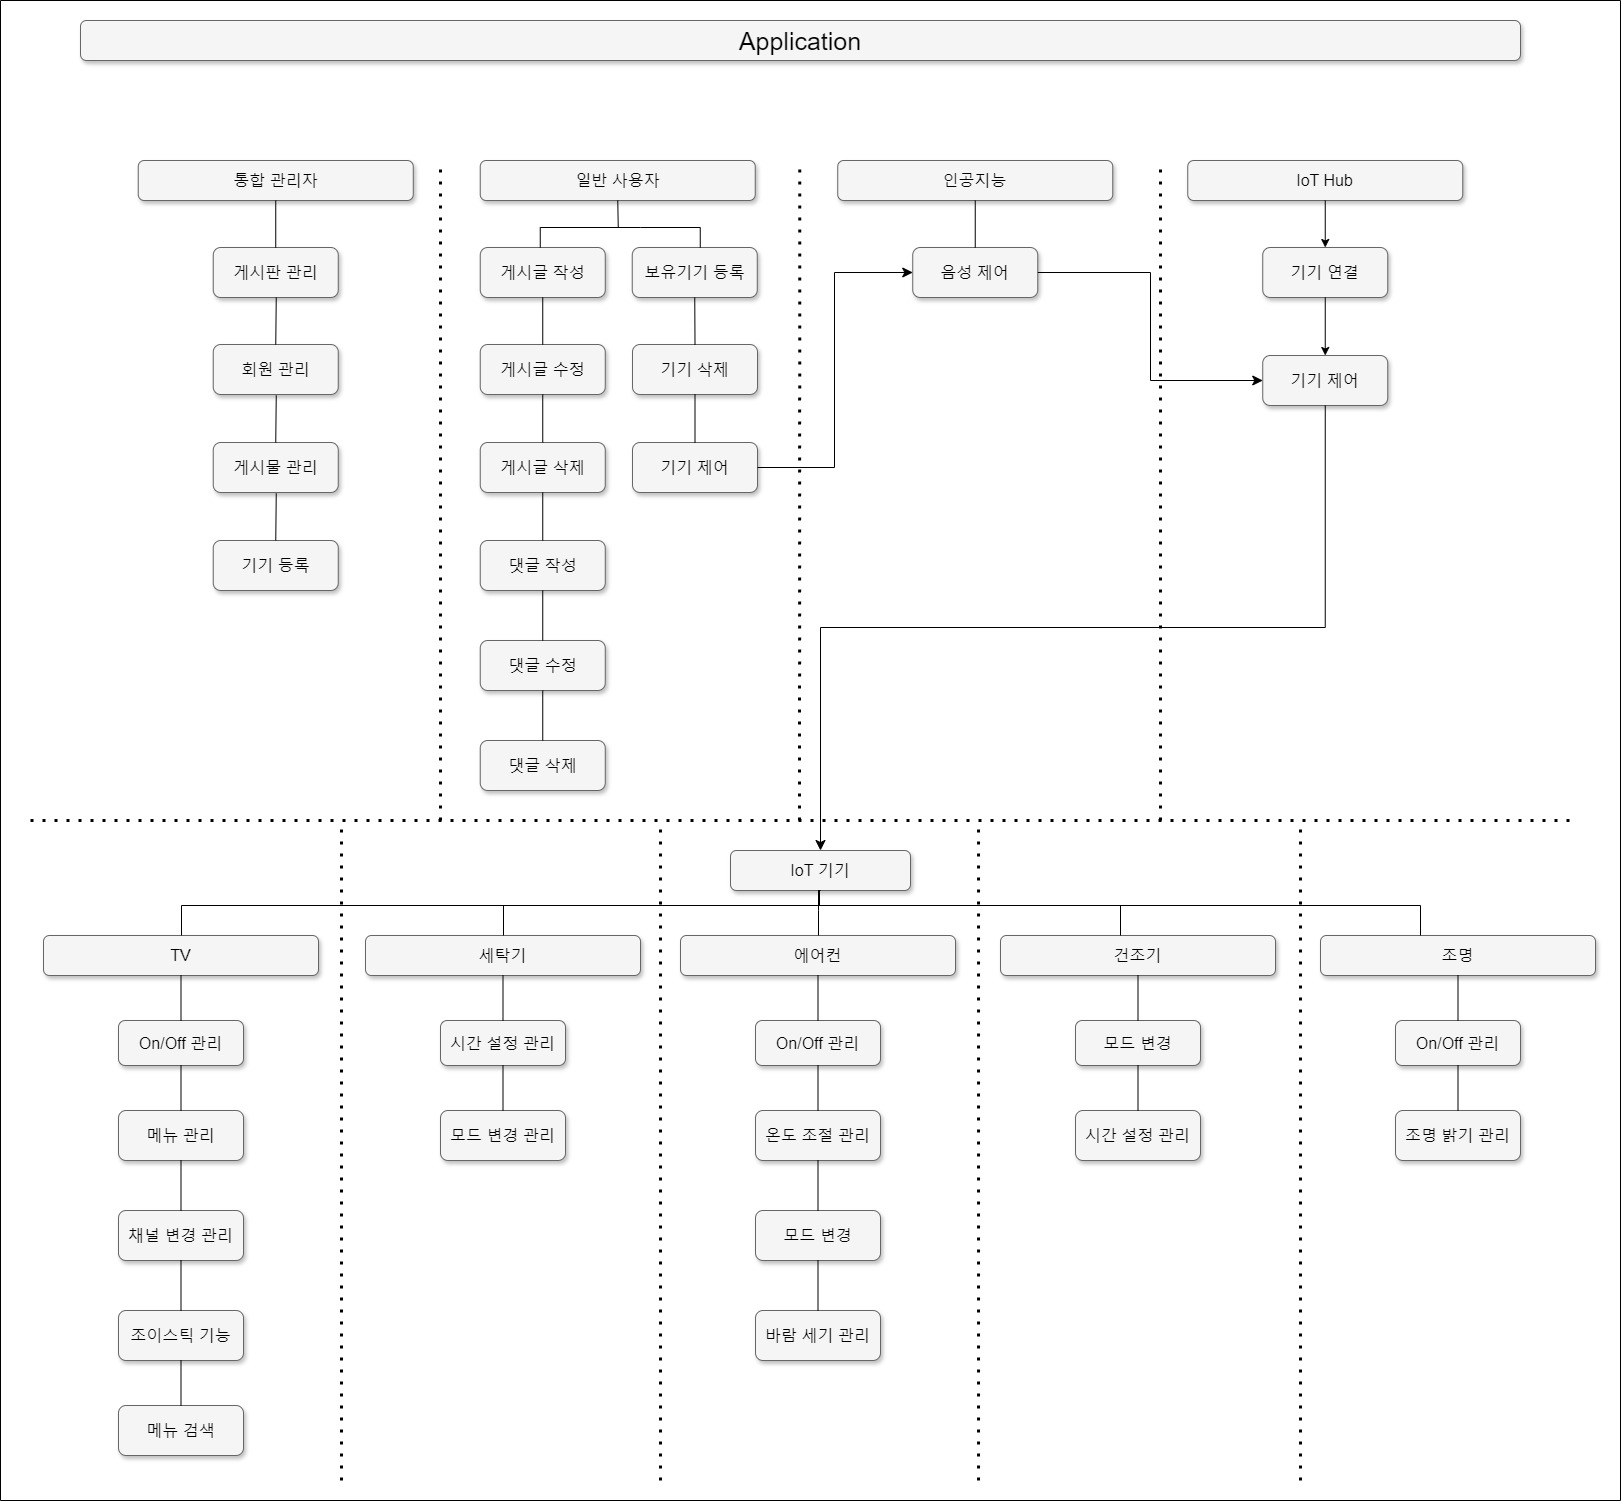 Application
통합 관리자
일반 사용자
인공지능
IoT Hub
게시판 관리
회원 관리
게시물 관리
기기 등록
게시글 작성
게시글 수정
게시글 삭제
댓글 작성
댓글 수정
댓글 삭제
보유기기 등록
기기 삭제
기기 제어
음성 제어
기기 연결
기기 제어
IoT 기기
TV
On/Off 관리
메뉴 관리
채널 변경 관리
조이스틱 기능
메뉴 검색
세탁기
시간 설정 관리
모드 변경 관리
에어컨
On/Off 관리
온도 조절 관리
모드 변경
바람 세기 관리
건조기
모드 변경
시간 설정 관리
조명
On/Off 관리
조명 밝기 관리